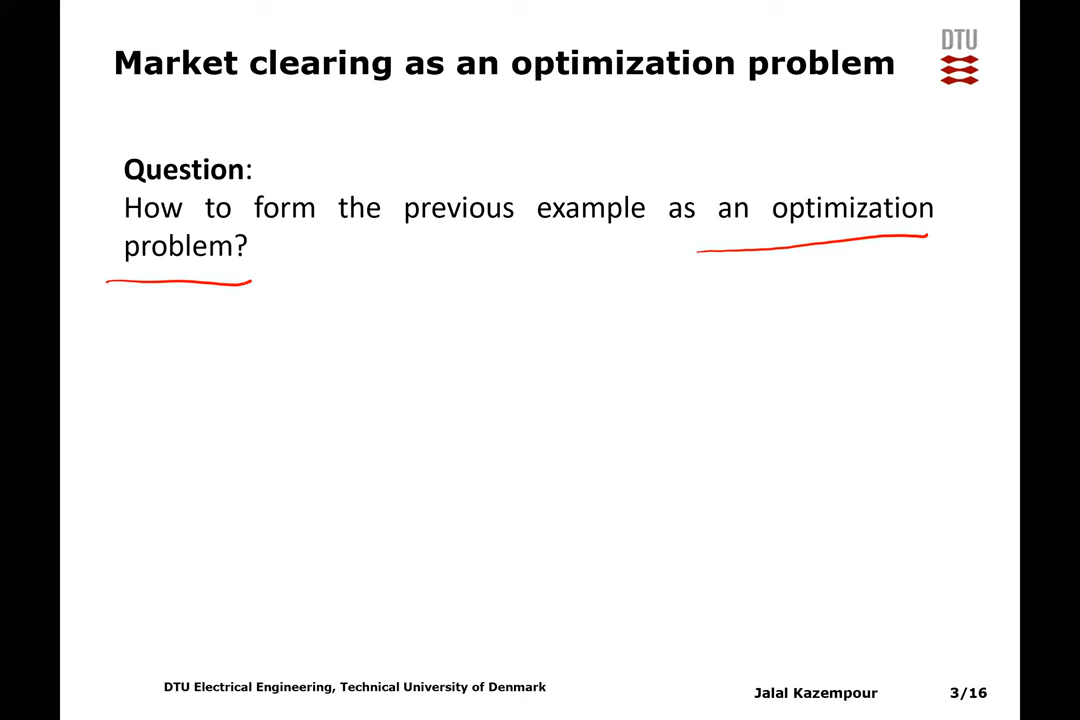 Market clearing as an optimization problem
DTU
Question:
How to form the previous example as an optimization
problem?
DTU Electrical Engineering, Technical University of Denmark
Jalal Kazempour
3/16